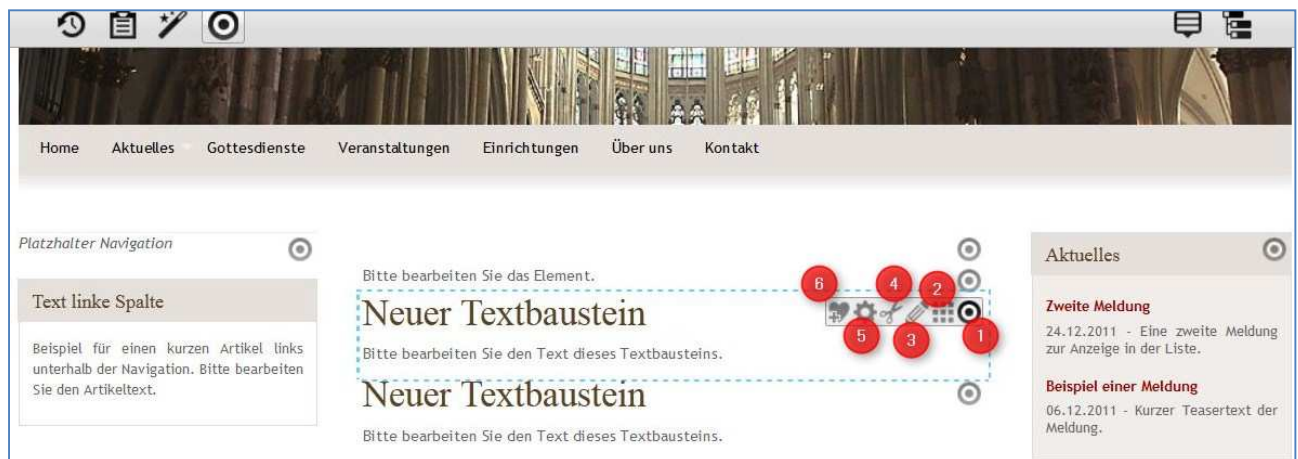 Home Aktuelles Gottesdienste Veranstaltungen Einrichtungen Über uns Kontakt
Platzhalter Navigation
Text linke Spalte
Beispiel für einen kurzen Artikel links
unterhalb der Navigation. Bitte bearbeiten
Sie den Artikeltext.
Bitte bearbeiten Sie das Element.
6 4 2
Neuer Textbaustein
5 3 1
Bitte bearbeiten Sie den Text dieses Textbausteins.
Neuer Textbaustein
Bitte bearbeiten Sie den Text dieses Textbausteins.
Aktuelles
Zweite Meldung
24.12.2011 - Eine zweite Meldung
zur Anzeige in der Liste.
Beispiel einer Meldung
06.12.2011 - Kurzer Teasertext der
Meldung.